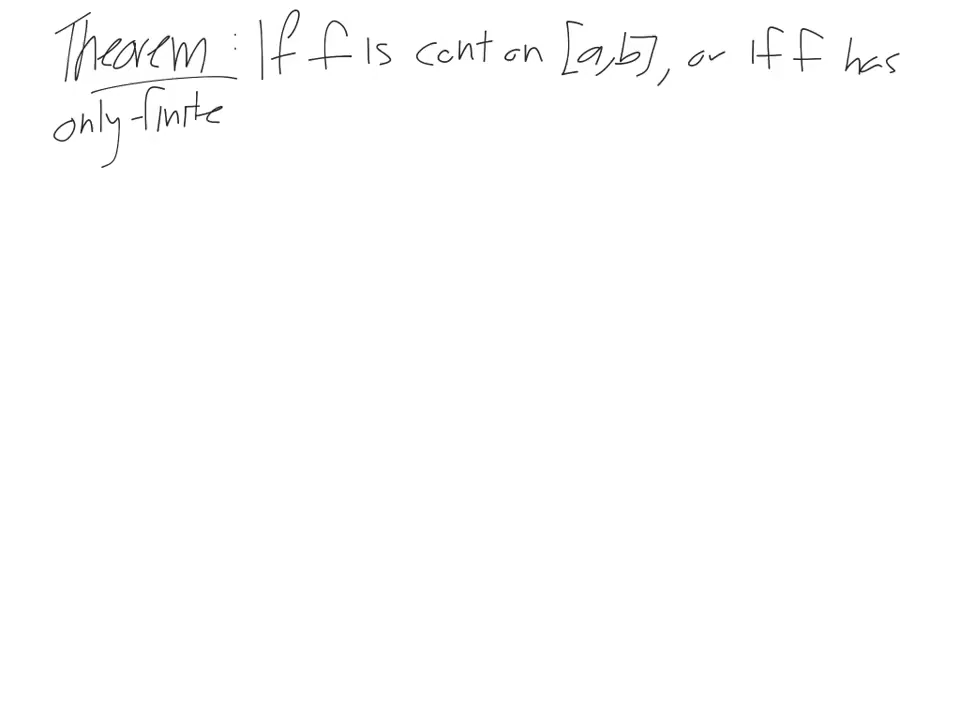 Theorem: If f is cont on [a,b], or if f has
only finite